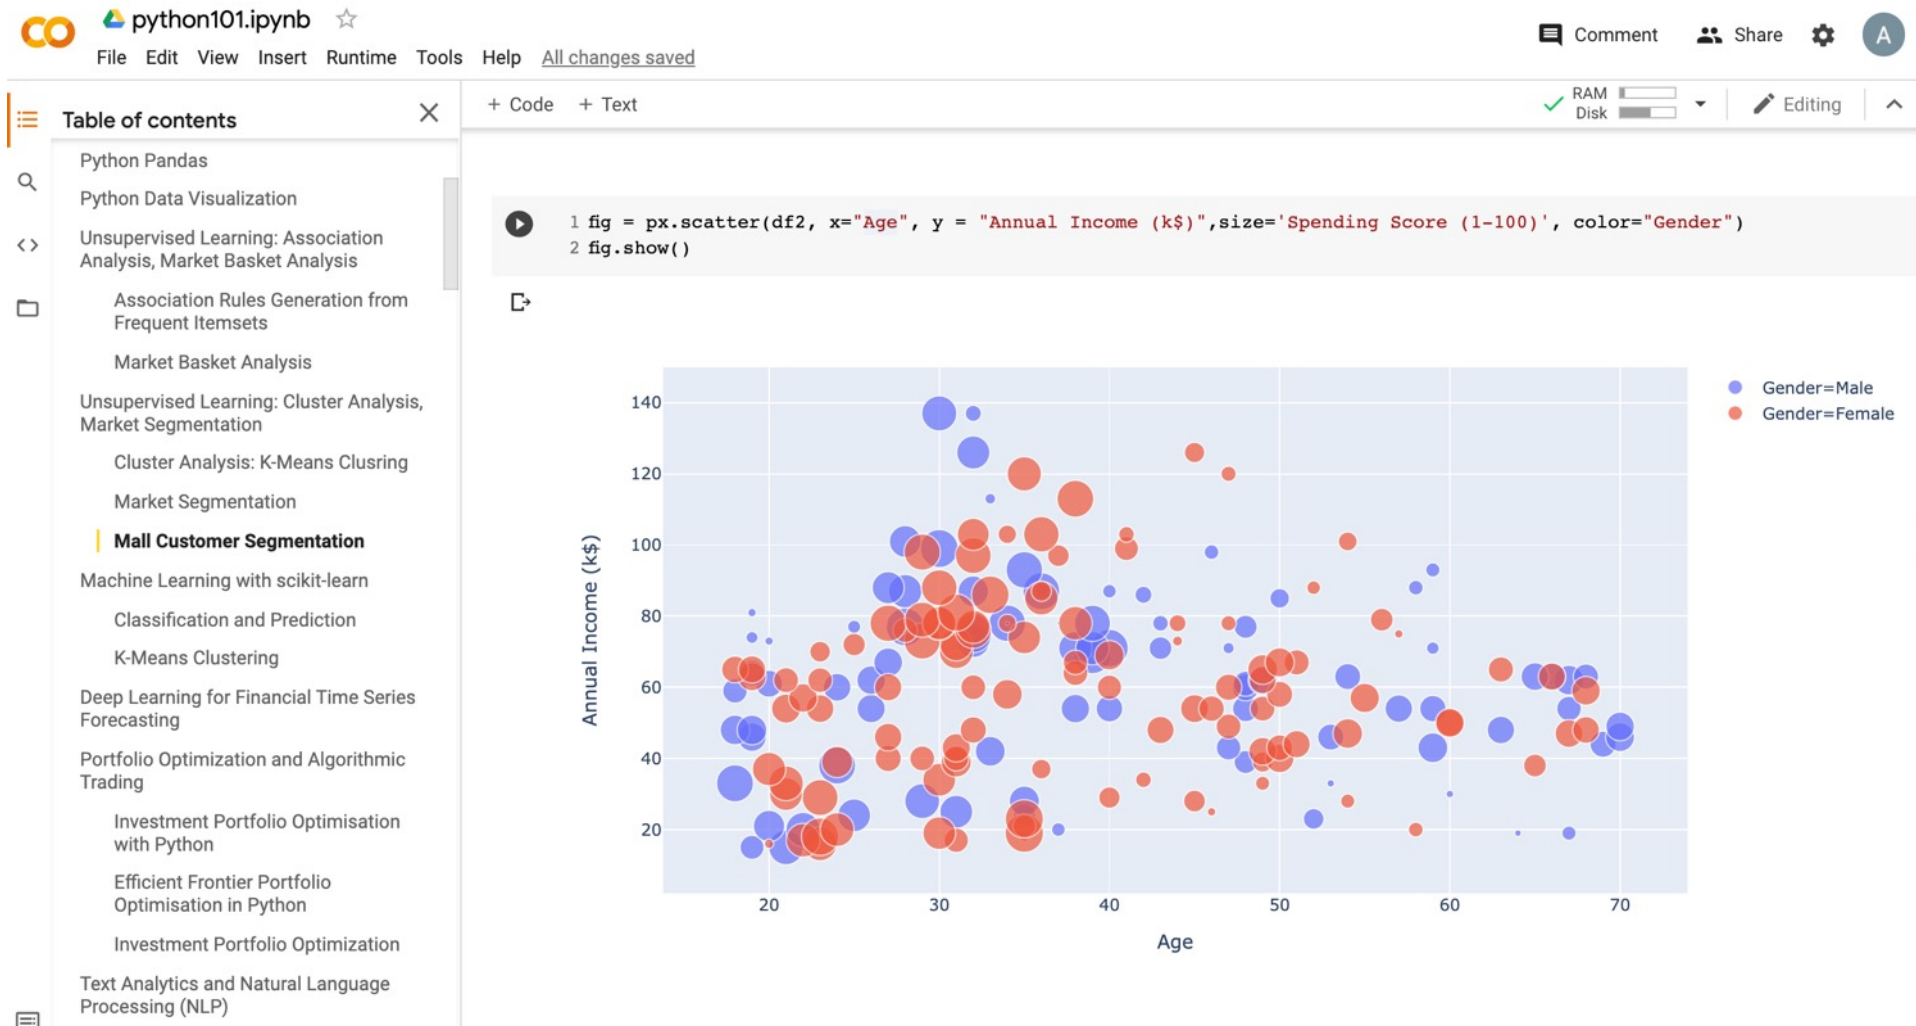 python101.ipynb
File Edit View Insert Runtime Tools Help All changes saved
Comment Share A
Table of contents
Python Pandas
Python Data Visualization
Unsupervised Learning: Association
Analysis, Market Basket Analysis
Association Rules Generation from
Frequent Itemsets
Market Basket Analysis
Unsupervised Learning: Cluster Analysis,
Market Segmentation
Cluster Analysis: K-Means Clusring
Market Segmentation
Mall Customer Segmentation
Machine Learning with scikit-learn
Classification and Prediction
K-Means Clustering
Deep Learning for Financial Time Series
Forecasting
Portfolio Optimization and Algorithmic
Trading
Investment Portfolio Optimisation
with Python
Efficient Frontier Portfolio
Optimisation in Python
Investment Portfolio Optimization
Text Analytics and Natural Language
Processing (NLP)
+ Code + Text
RAM
Disk
Editing
1 fig = px.scatter(df2, x="Age", y = "Annual Income (k$)",size='Spending Score (1-100)', color="Gender")
2 fig.show()
Gender=Male
Gender=Female
140
120
100
80
60
40
20
Annual Income (k$)
20 30 40 50 60 70
Age